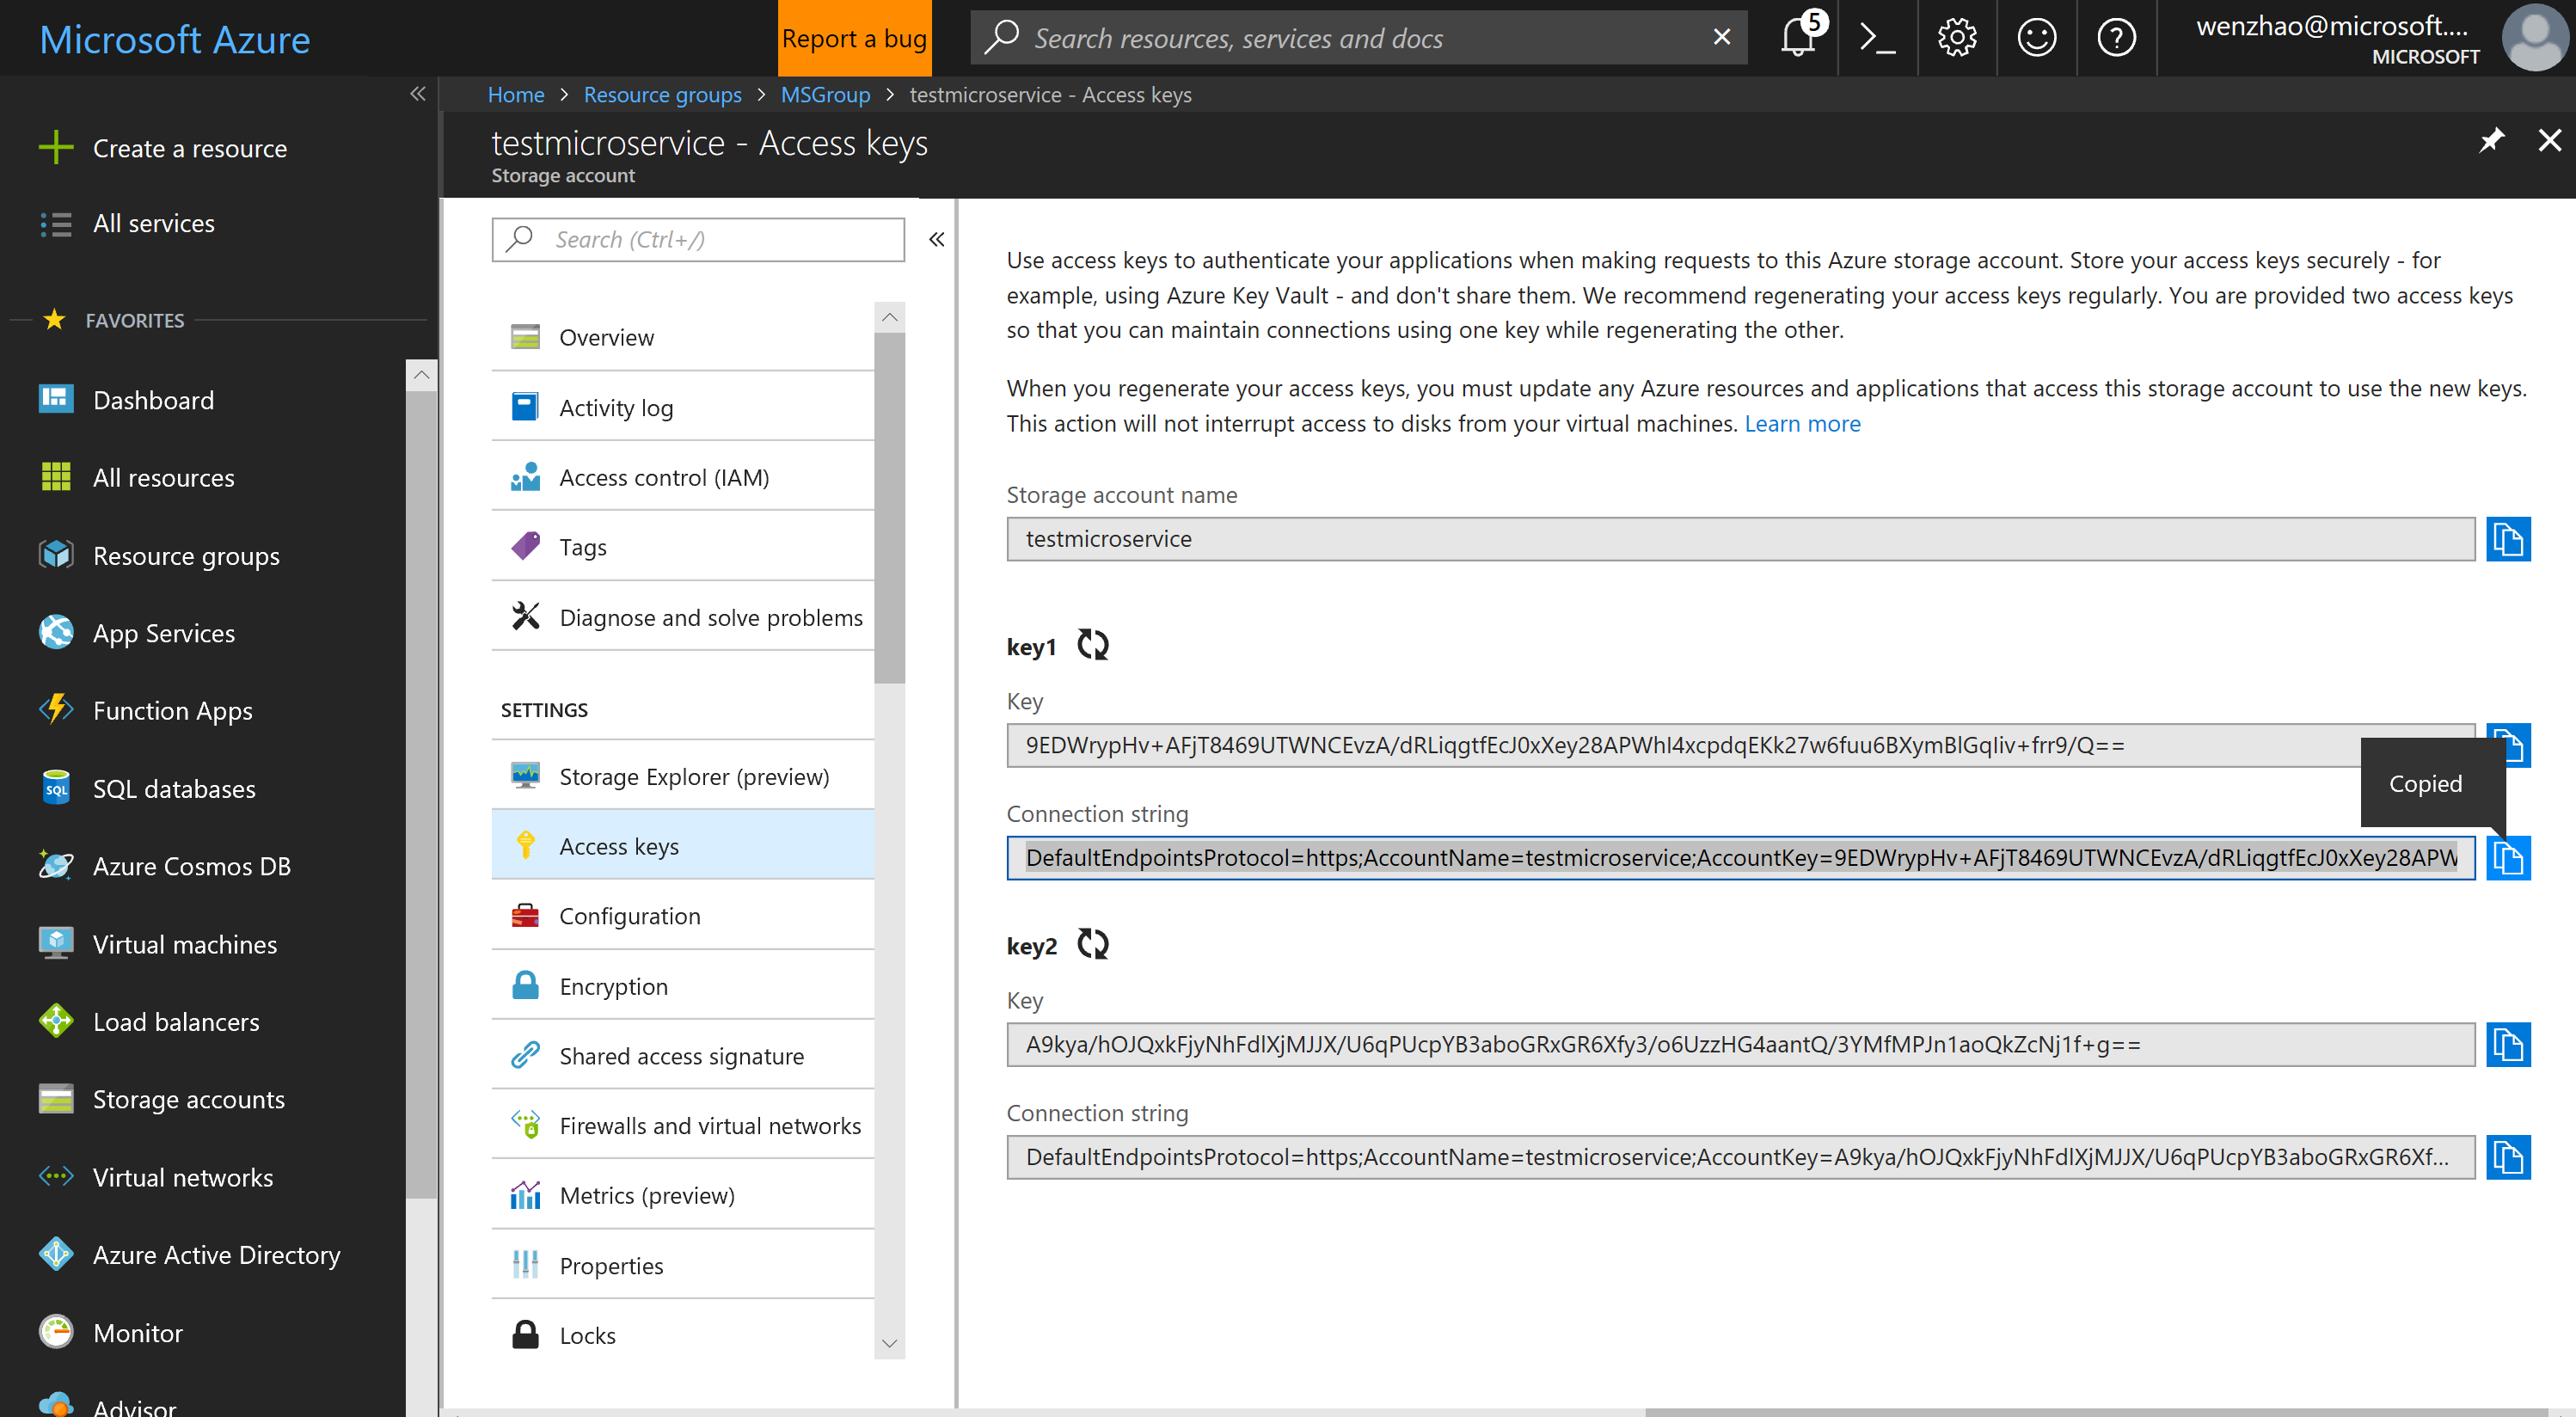 Microsoft Azure
Report a bug
Search resources, services and docs
5
wenzhao@microsoft....
MICROSOFT
Home > Resource groups > MSGroup > testmicroservice - Access keys
testmicroservice - Access keys
Storage account
Create a resource
All services
FAVORITES
Dashboard
All resources
Resource groups
App Services
Function Apps
SQL
SQL databases
Azure Cosmos DB
Virtual machines
Load balancers
Storage accounts
Virtual networks
Azure Active Directory
Monitor
Advisor
Search (Ctrl+/)
Overview
Activity log
Access control (IAM)
Tags
Diagnose and solve problems
SETTINGS
Storage Explorer (preview)
Access keys
Configuration
Encryption
Shared access signature
Firewalls and virtual networks
Metrics (preview)
Properties
Locks
Use access keys to authenticate your applications when making requests to this Azure storage account. Store your access keys securely - for
example, using Azure Key Vault - and don't share them. We recommend regenerating your access keys regularly. You are provided two access keys
so that you can maintain connections using one key while regenerating the other.
When you regenerate your access keys, you must update any Azure resources and applications that access this storage account to use the new keys.
This action will not interrupt access to disks from your virtual machines. Learn more
Storage account name
testmicroservice
key1
Key
9EDWrypHv+AFjT8469UTWNCEvzA/dRLiqgtfEcJ0xXey28APWhI4xcpdqEKk27w6fuu6BXymBlGqIiv+frr9/Q==
Copied
Connection string
DefaultEndpointsProtocol=https;AccountName=testmicroservice;AccountKey=9EDWrypHv+AFjT8469UTWNCEvzA/dRLiqgtfEcJ0xXey28APW
key2
Key
A9kya/hOJQxkFjyNhFdlXjMJJX/U6qPUcpYB3aboGRxGR6Xfy3/o6UzzHG4aantQ/3YMfMPJn1aoQkZcNj1f+g==
Connection string
DefaultEndpointsProtocol=https;AccountName=testmicroservice;AccountKey=A9kya/hOJQxkFjyNhFdlXjMJJX/U6qPUcpYB3aboGRxGR6Xf...